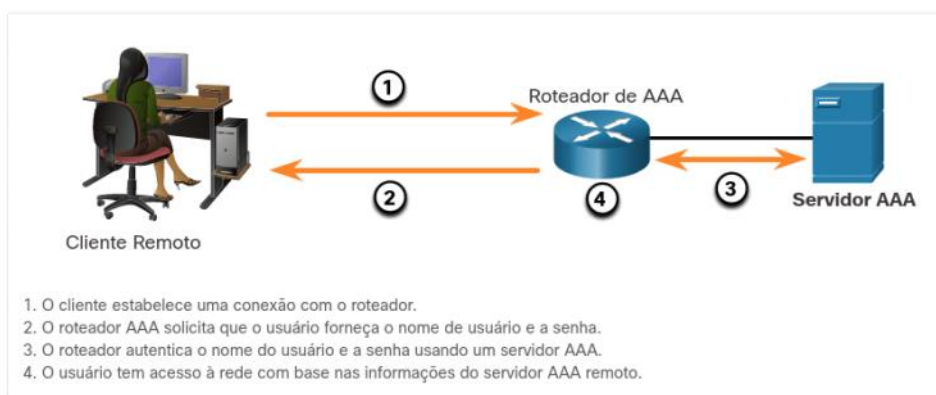 1
Roteador de AAA
2
4
3
Servidor AAA
Cliente Remoto
1. O cliente estabelece uma conexão com o roteador.
2. O roteador AAA solicita que o usuário forneça o nome de usuário e a senha.
3. O roteador autentica o nome do usuário e a senha usando um servidor AAA.
4. O usuário tem acesso à rede com base nas informações do servidor AAA remoto.